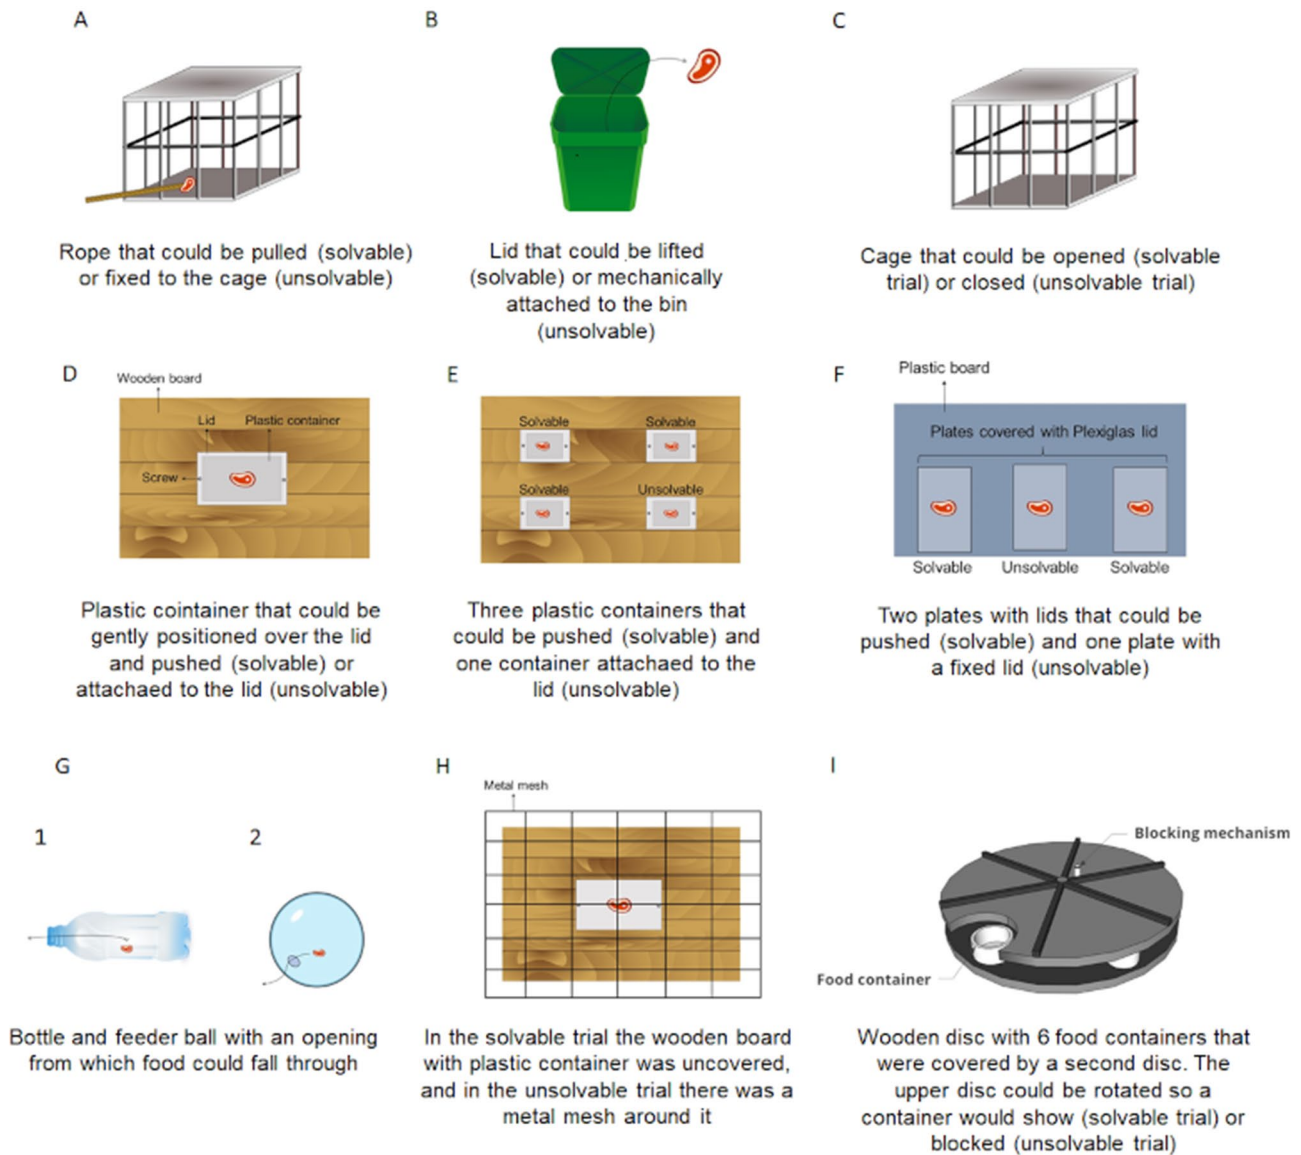 A
B
C
Rope that could be pulled (solvable)
or fixed to the cage (unsolvable)
Lid that could be lifted
(solvable) or mechanically
attached to the bin
(unsolvable)
Cage that could be opened (solvable
trial) or closed (unsolvable trial)
D
Wooden board
Lid
Plastic container
Screw
Plastic cointainer that could be
gently positioned over the lid
and pushed (solvable) or
attachaed to the lid (unsolvable)
E
Solvable
Solvable
Solvable
Unsolvable
Three plastic containers that
could be pushed (solvable) and
one container attachaed to the
lid (unsolvable)
F
Plastic board
Plates covered with Plexiglas lid
Solvable
Unsolvable
Solvable
Two plates with lids that could be
pushed (solvable) and one plate with
a fixed lid (unsolvable)
G
1
2
Bottle and feeder ball with an opening
from which food could fall through
H
Metal mesh
In the solvable trial the wooden board
with plastic container was uncovered,
and in the unsolvable trial there was a
metal mesh around it
I
Blocking mechanism
Food container
Wooden disc with 6 food containers that
were covered by a second disc. The
upper disc could be rotated so a
container would show (solvable trial) or
blocked (unsolvable trial)